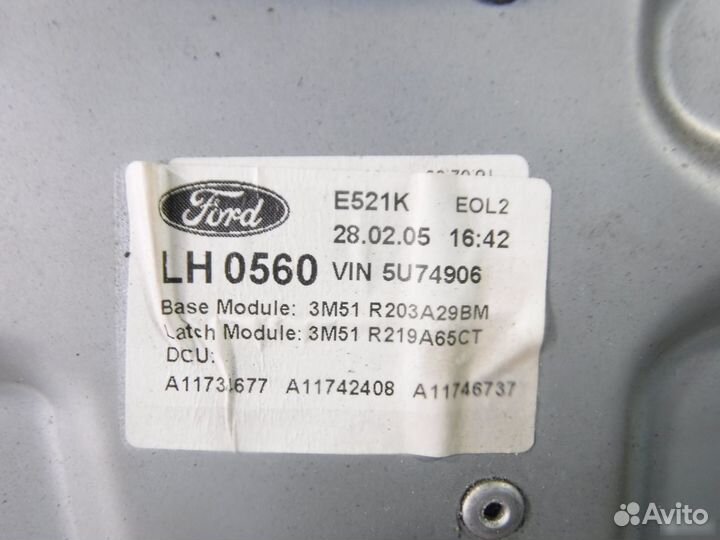 Ford
E521K EOL2
28.02.05 16:42
LH 0560 VIN 5U74906
Base Module: 3M51 R203A29BM
Latch Module: 3M51 R219A65CT
DCU:
A11742408 A11746737
Avito